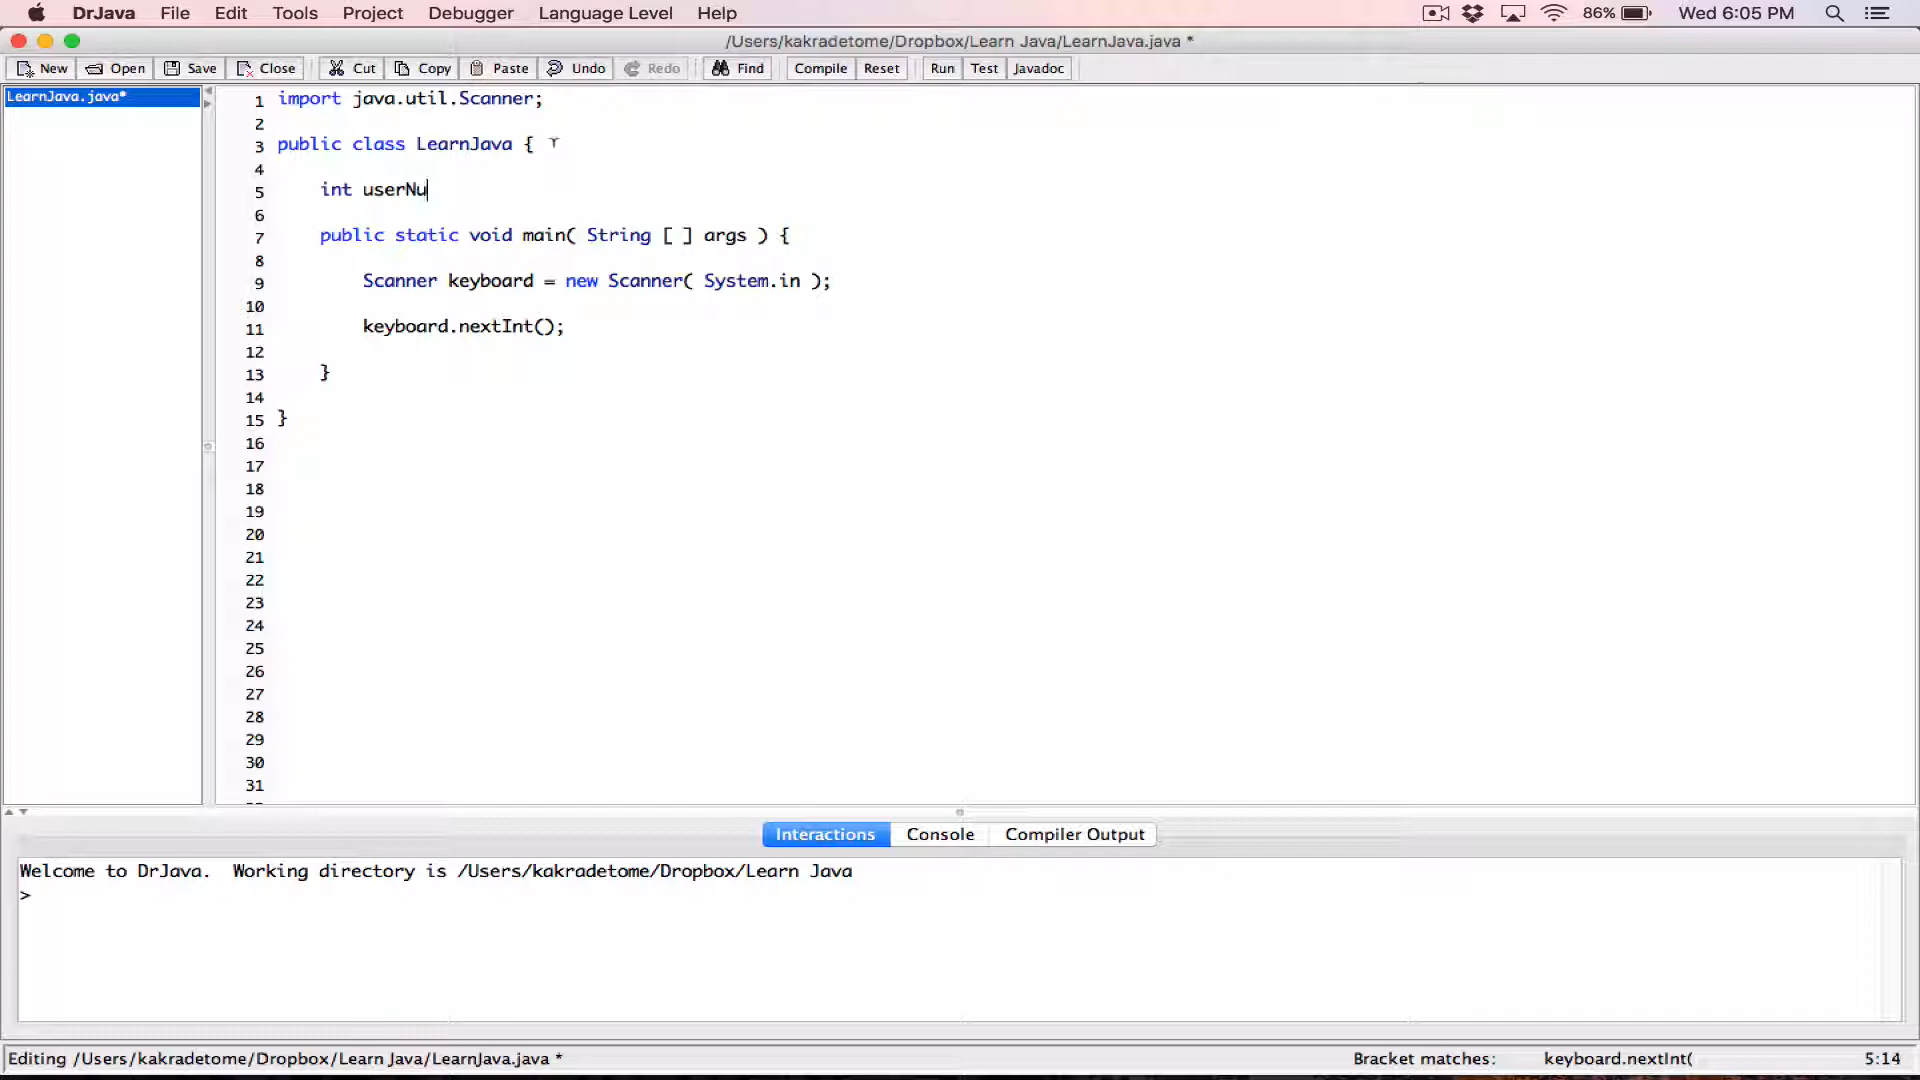 DrJava File Edit Tools Project Debugger Language Level Help 86% Wed 6:05 PM
/Users/kakradetome/Dropbox/Learn Java/LearnJava.java *
New Open Save Close Cut Copy Paste Undo Redo Find Compile Reset Run Test Javadoc
LearnJava.java*
1 import java.util.Scanner;
2
3 public class LearnJava {
4
5 int userNu
6
7 public static void main( String [ ] args ) {
8
9 Scanner keyboard = new Scanner( System.in );
10
11 keyboard.nextInt();
12
13 }
14
15 }
16
17
18
19
20
21
22
23
24
25
26
27
28
29
30
31
Interactions Console Compiler Output
Welcome to DrJava. Working directory is /Users/kakradetome/Dropbox/Learn Java
>
Editing /Users/kakradetome/Dropbox/Learn Java/LearnJava.java * Bracket matches: keyboard.nextInt( 5:14